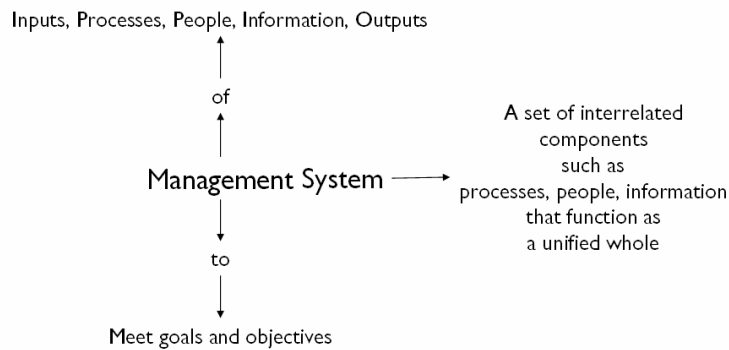 Inputs, Processes, People, Information, Outputs
of
Management System
A set of interrelated
components
such as
processes, people, information
that function as
a unified whole
to
Meet goals and objectives